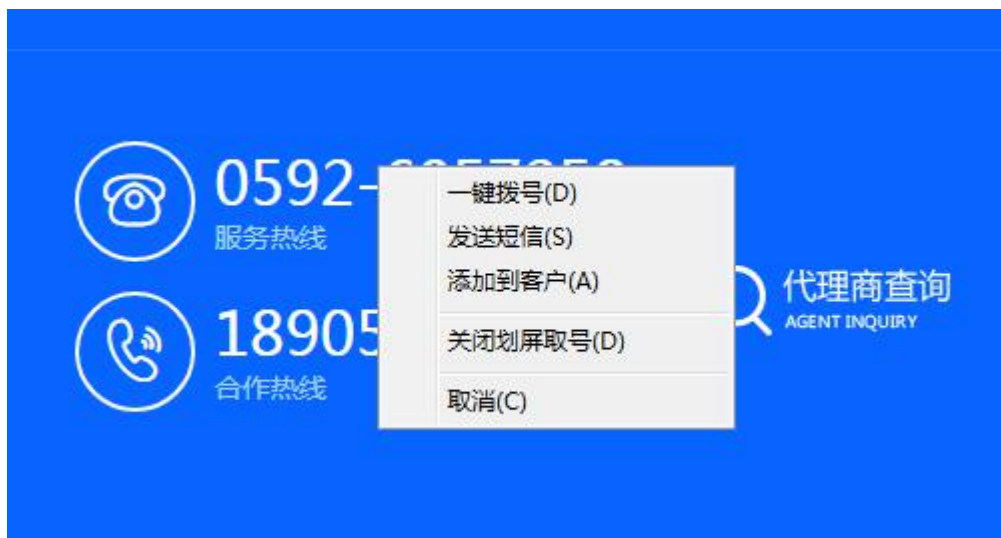 0592-
服务热线
18905
合作热线
一键拨号(D)
发送短信(S)
添加到客户(A)
关闭划屏取号(D)
取消(C)
代理商查询
AGENT INQUIRY